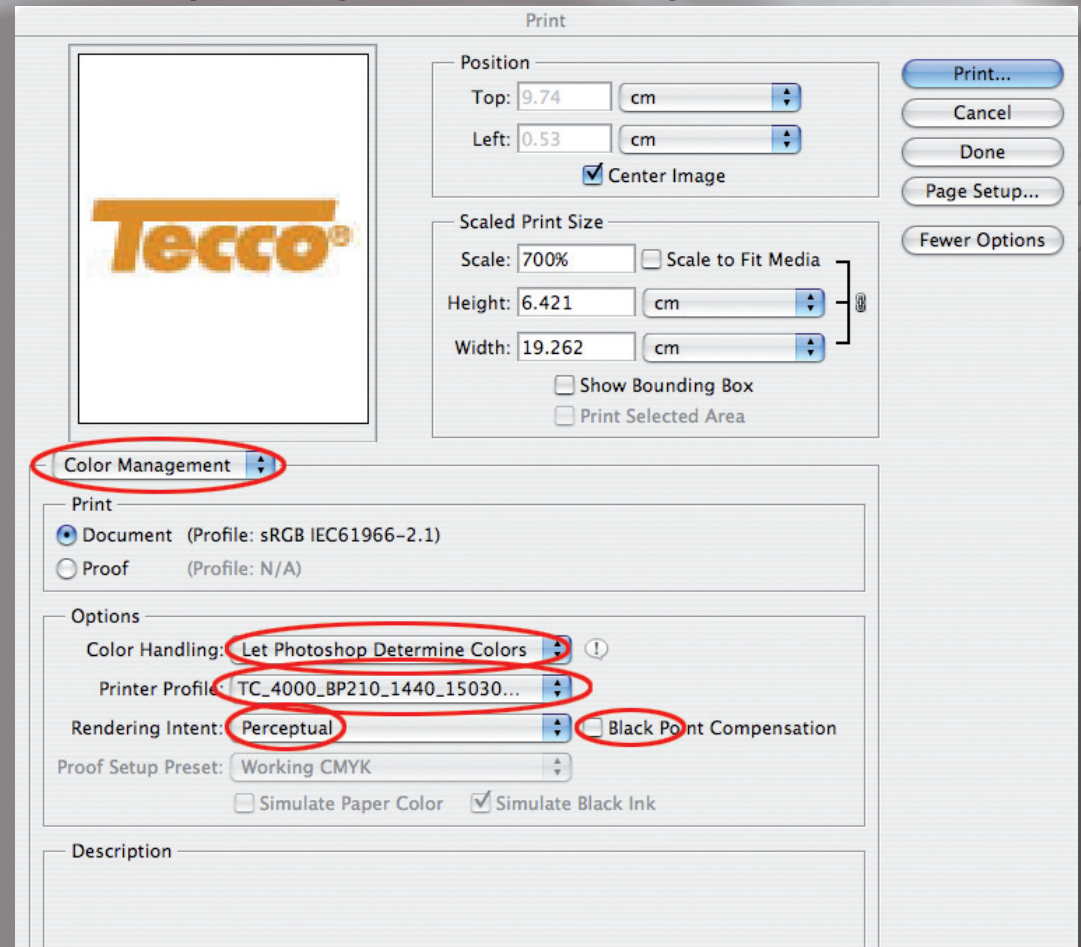 Print
Position
Top: 9.74 cm
Left: 0.53 cm
Center Image
Print...
Cancel
Done
Page Setup...
Fewer Options
Tecco®
Scaled Print Size
Scale: 700% Scale to Fit Media
Height: 6.421 cm
Width: 19.262 cm
Show Bounding Box
Print Selected Area
Color Management
Print
Document (Profile: sRGB IEC61966-2.1)
Proof (Profile: N/A)
Options
Color Handling: Let Photoshop Determine Colors
Printer Profile: TC_4000_BP210_1440_15030...
Rendering Intent: Perceptual Black Point Compensation
Proof Setup Preset: Working CMYK
Simulate Paper Color Simulate Black Ink
Description